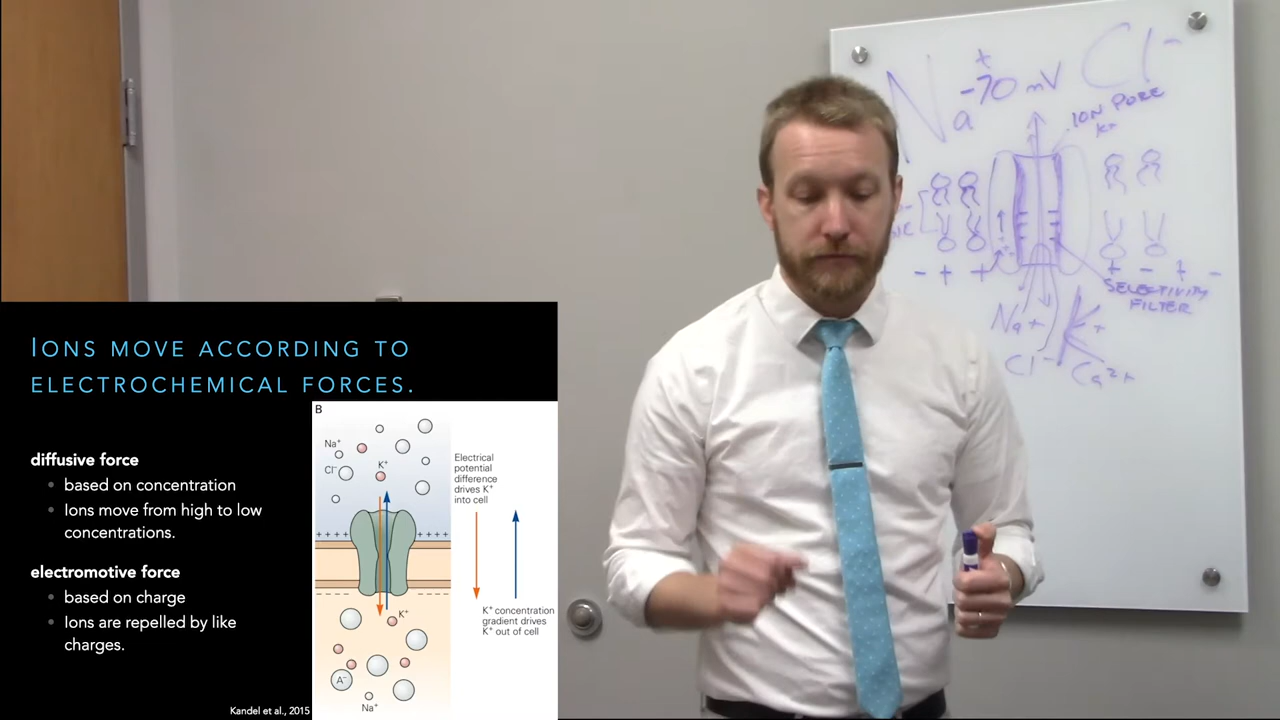 Na+
Cl-
-70 mV
ION PORE
K+
- + +
+ - + -
SELECTIVITY
FILTER
Na+
K+
Cl-
Ca2+
IONS MOVE ACCORDING TO
ELECTROCHEMICAL FORCES.
diffusive force
• based on concentration
• Ions move from high to low
concentrations.
electromotive force
• based on charge
• Ions are repelled by like
charges.
B
Na+
K+
Cl-
Electrical
potential
difference
drives K+
into cell
++++ ++++
K+
K+ concentration
gradient drives
K+ out of cell
A-
Na+
Kandel et al., 2015